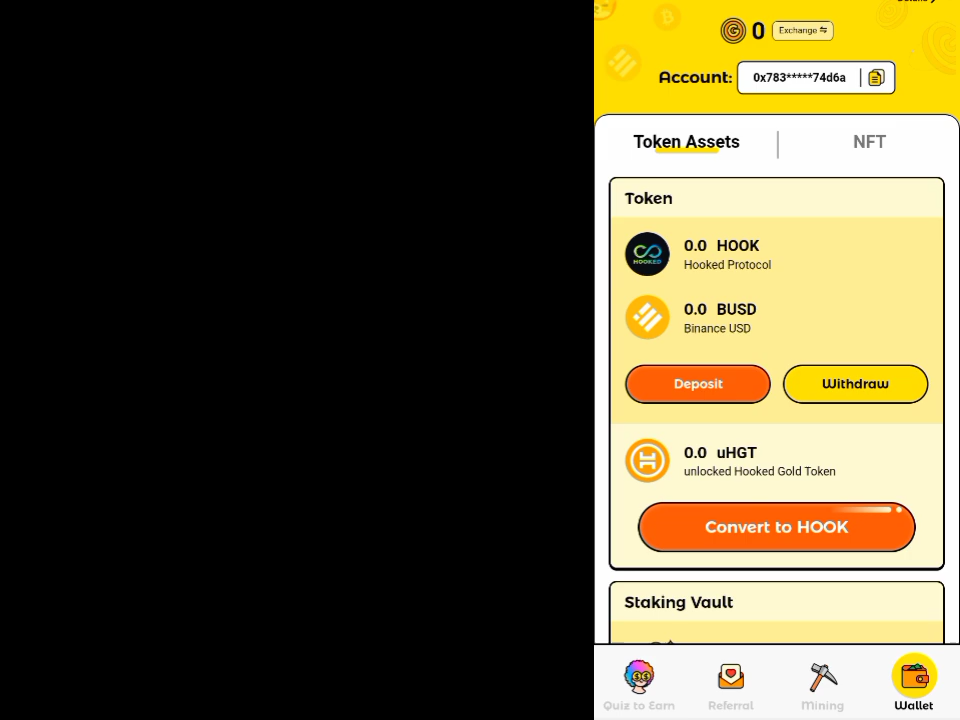 0 Exchange
Account: 0x783*****74d6a
Token Assets NFT
Token
HOOKED
0.0 HOOK
Hooked Protocol
0.0 BUSD
Binance USD
Deposit Withdraw
0.0 uHGT
unlocked Hooked Gold Token
Convert to HOOK
Staking Vault
Quiz to Earn Referral Mining Wallet